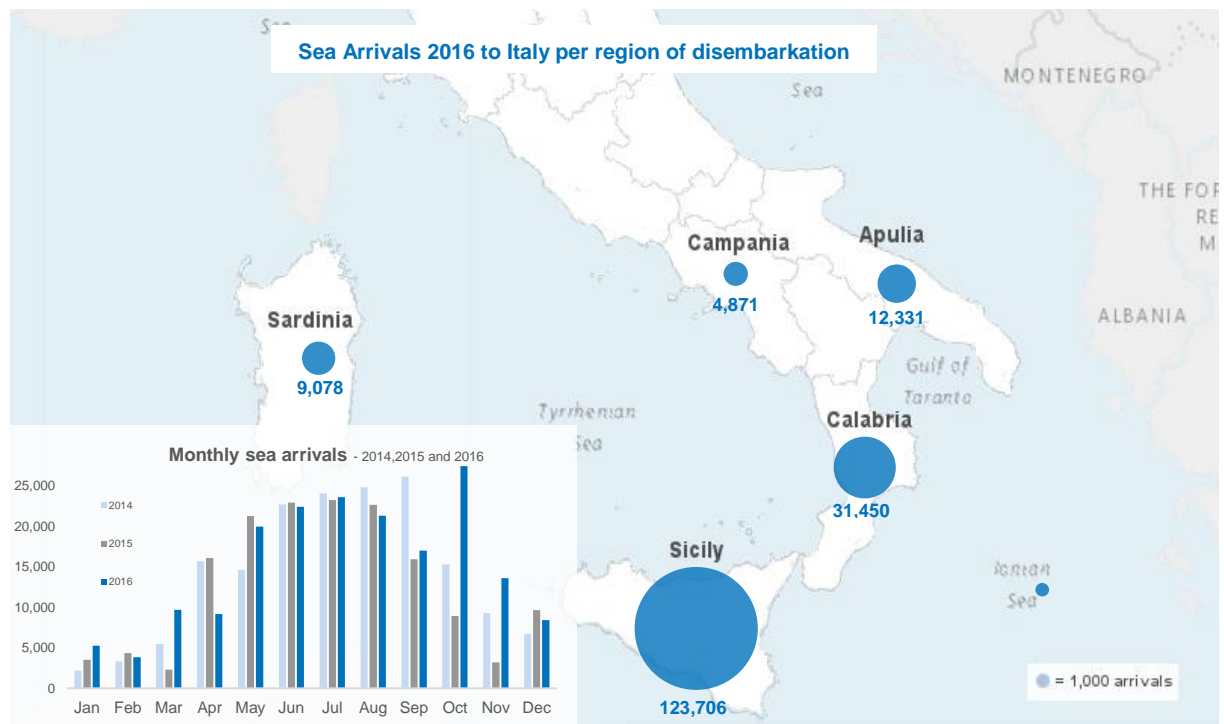 Sea Arrivals 2016 to Italy per region of disembarkation
MONTENEGRO
Sea
THE FOR
RE
M
Campania
Apulia
4,871
12,331
ALBANIA
Sardinia
9,078
Gulf of
Taranto
Tyrrhenian
Sea
Calabria
31,450
Monthly sea arrivals - 2014,2015 and 2016
25,000
20,000
15,000
10,000
5,000
0
2014
2015
2016
Jan Feb Mar Apr May Jun Jul Aug Sep Oct Nov Dec
Sicily
123,706
Ionian
Sea
= 1,000 arrivals